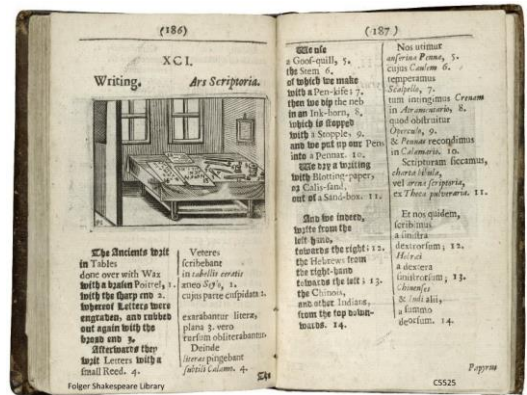 (186)
XCI.
Writing. Ars Scriptoria.
The Ancients writ
in Tables
done over with Wax
with a brasen Poitrel, 1.
with the sharp end 2.
whereof Letters were
engraven, and rubbed
out again with the
broad end 3.
Afterwards they
writ Letters with a
small Reed. 4.
Veteres
scribebant
in tabellis ceratis
æneo Stylo, 1.
cujus parte cuspidata 2.
exarabantur literæ,
plana 3. vero
rursum obliterabantur.
Deinde
literas pingebant
subtili Calamo. 4.
Folger Shakespeare Library
(187)
We use
a Goose-quill, 5.
the Stem 6.
of which we make
with a Pen-knife; 7.
then we dip the neb
in an Ink-horn, 8.
which is stopped
with a Stopple, 9.
and we put up our Pens
into a Pennar. 10.
We dry a writing
with Blotting-paper,
or Calis-sand,
out of a Sand-box. 11.
And we indeed,
write from the
left-hand,
towards the right; 12.
the Hebrews from
the right-hand
towards the left; 13.
the Chinois,
and other Indians,
from the top down-
wards. 14.
Nos utimur
anserina Penna, 5.
cujus Caulem 6.
temperamus
Scalpello, 7.
tum intingimus Crenam
in Atramentario, 8.
quod obstruitur
Operculo, 9.
& Pennas recondimus
in Calamario. 10.
Scripturam siccamus,
charta bibula,
vel arena scriptoria,
ex Theca pulveraria. 11.
Et nos quidem,
scribimus
a sinistra
dextrorsum; 12.
Hebræi
a dextera
sinistrorsum; 13.
Chinenses
& Indi alii,
a summo
deorsum. 14.
Papyrus
C5525